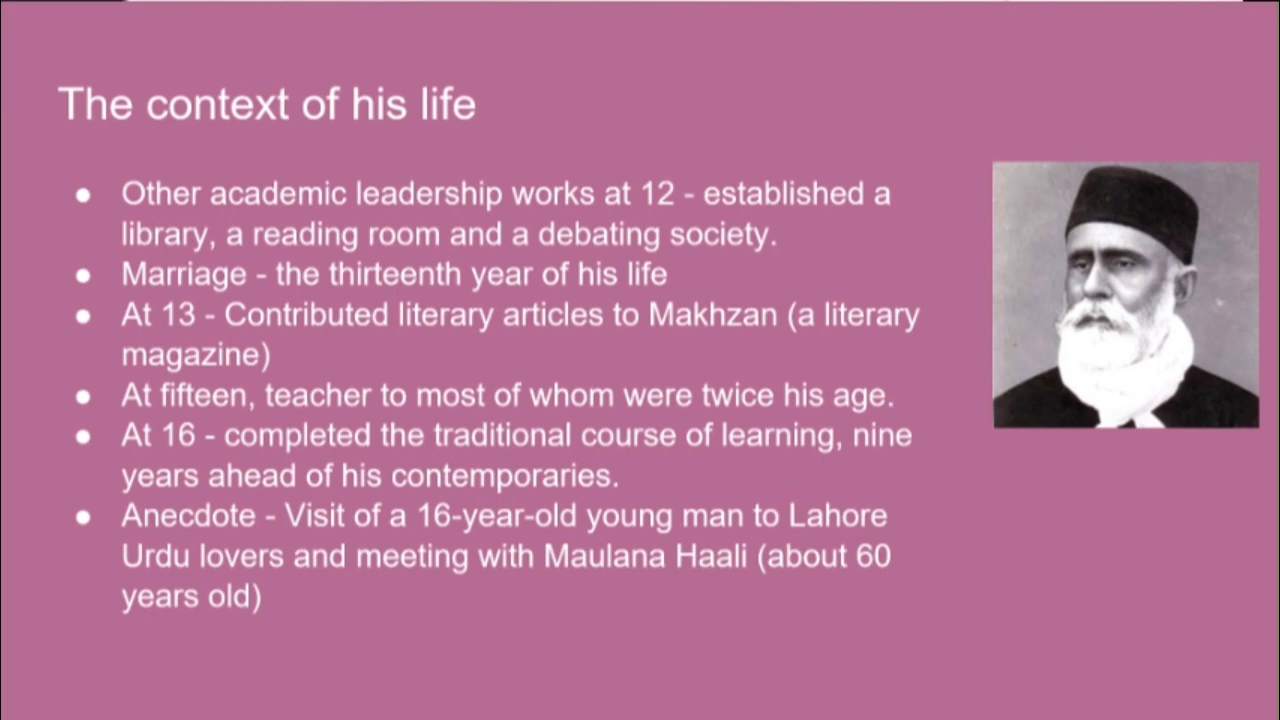 The context of his life
● Other academic leadership works at 12 - established a
library, a reading room and a debating society.
● Marriage - the thirteenth year of his life
● At 13 - Contributed literary articles to Makhzan (a literary
magazine)
● At fifteen, teacher to most of whom were twice his age.
● At 16 - completed the traditional course of learning, nine
years ahead of his contemporaries.
● Anecdote - Visit of a 16-year-old young man to Lahore
Urdu lovers and meeting with Maulana Haali (about 60
years old)